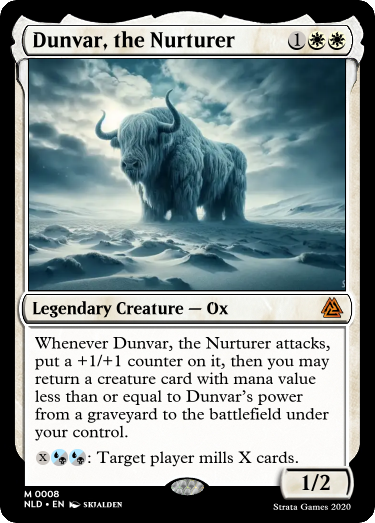 Dunvar, the Nurturer 1
Legendary Creature — Ox
Whenever Dunvar, the Nurturer attacks,
put a +1/+1 counter on it, then you may
return a creature card with mana value
less than or equal to Dunvar's power
from a graveyard to the battlefield under
your control.
X : Target player mills X cards.
1/2
M 0008
NLD • EN SKJALDEN
Strata Games 2020